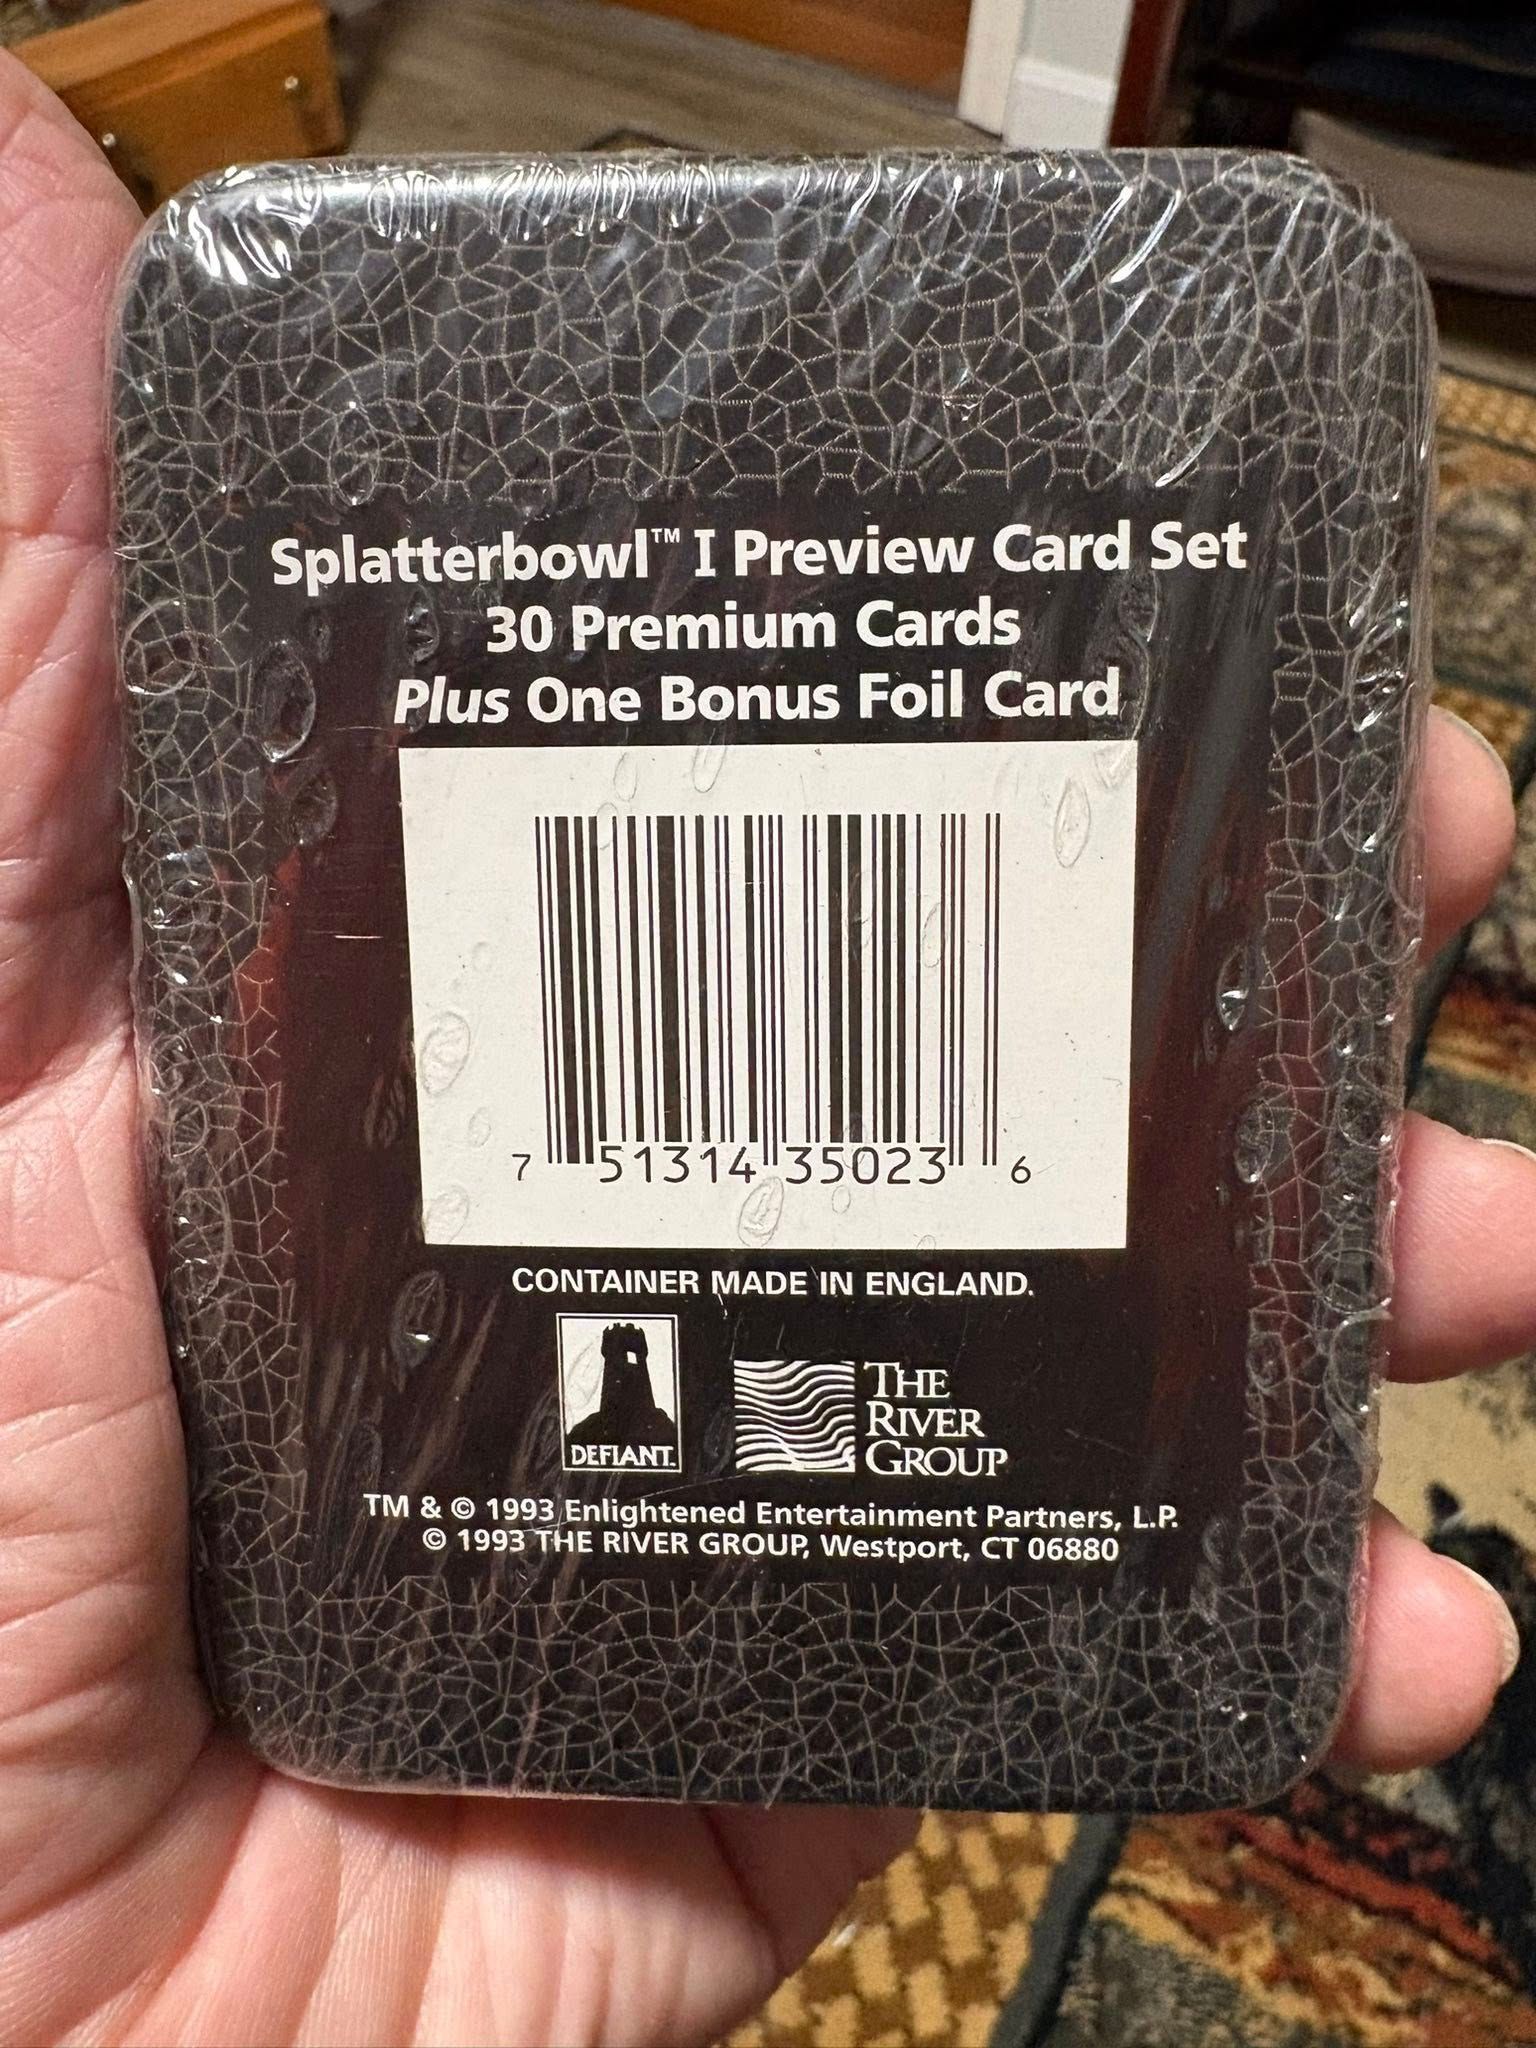 Splatterbowl™ I Preview Card Set
30 Premium Cards
Plus One Bonus Foil Card
7 51314 35023 6
CONTAINER MADE IN ENGLAND.
DEFIANT.
THE
RIVER
GROUP
TM & © 1993 Enlightened Entertainment Partners, L.P.
© 1993 THE RIVER GROUP, Westport, CT 06880